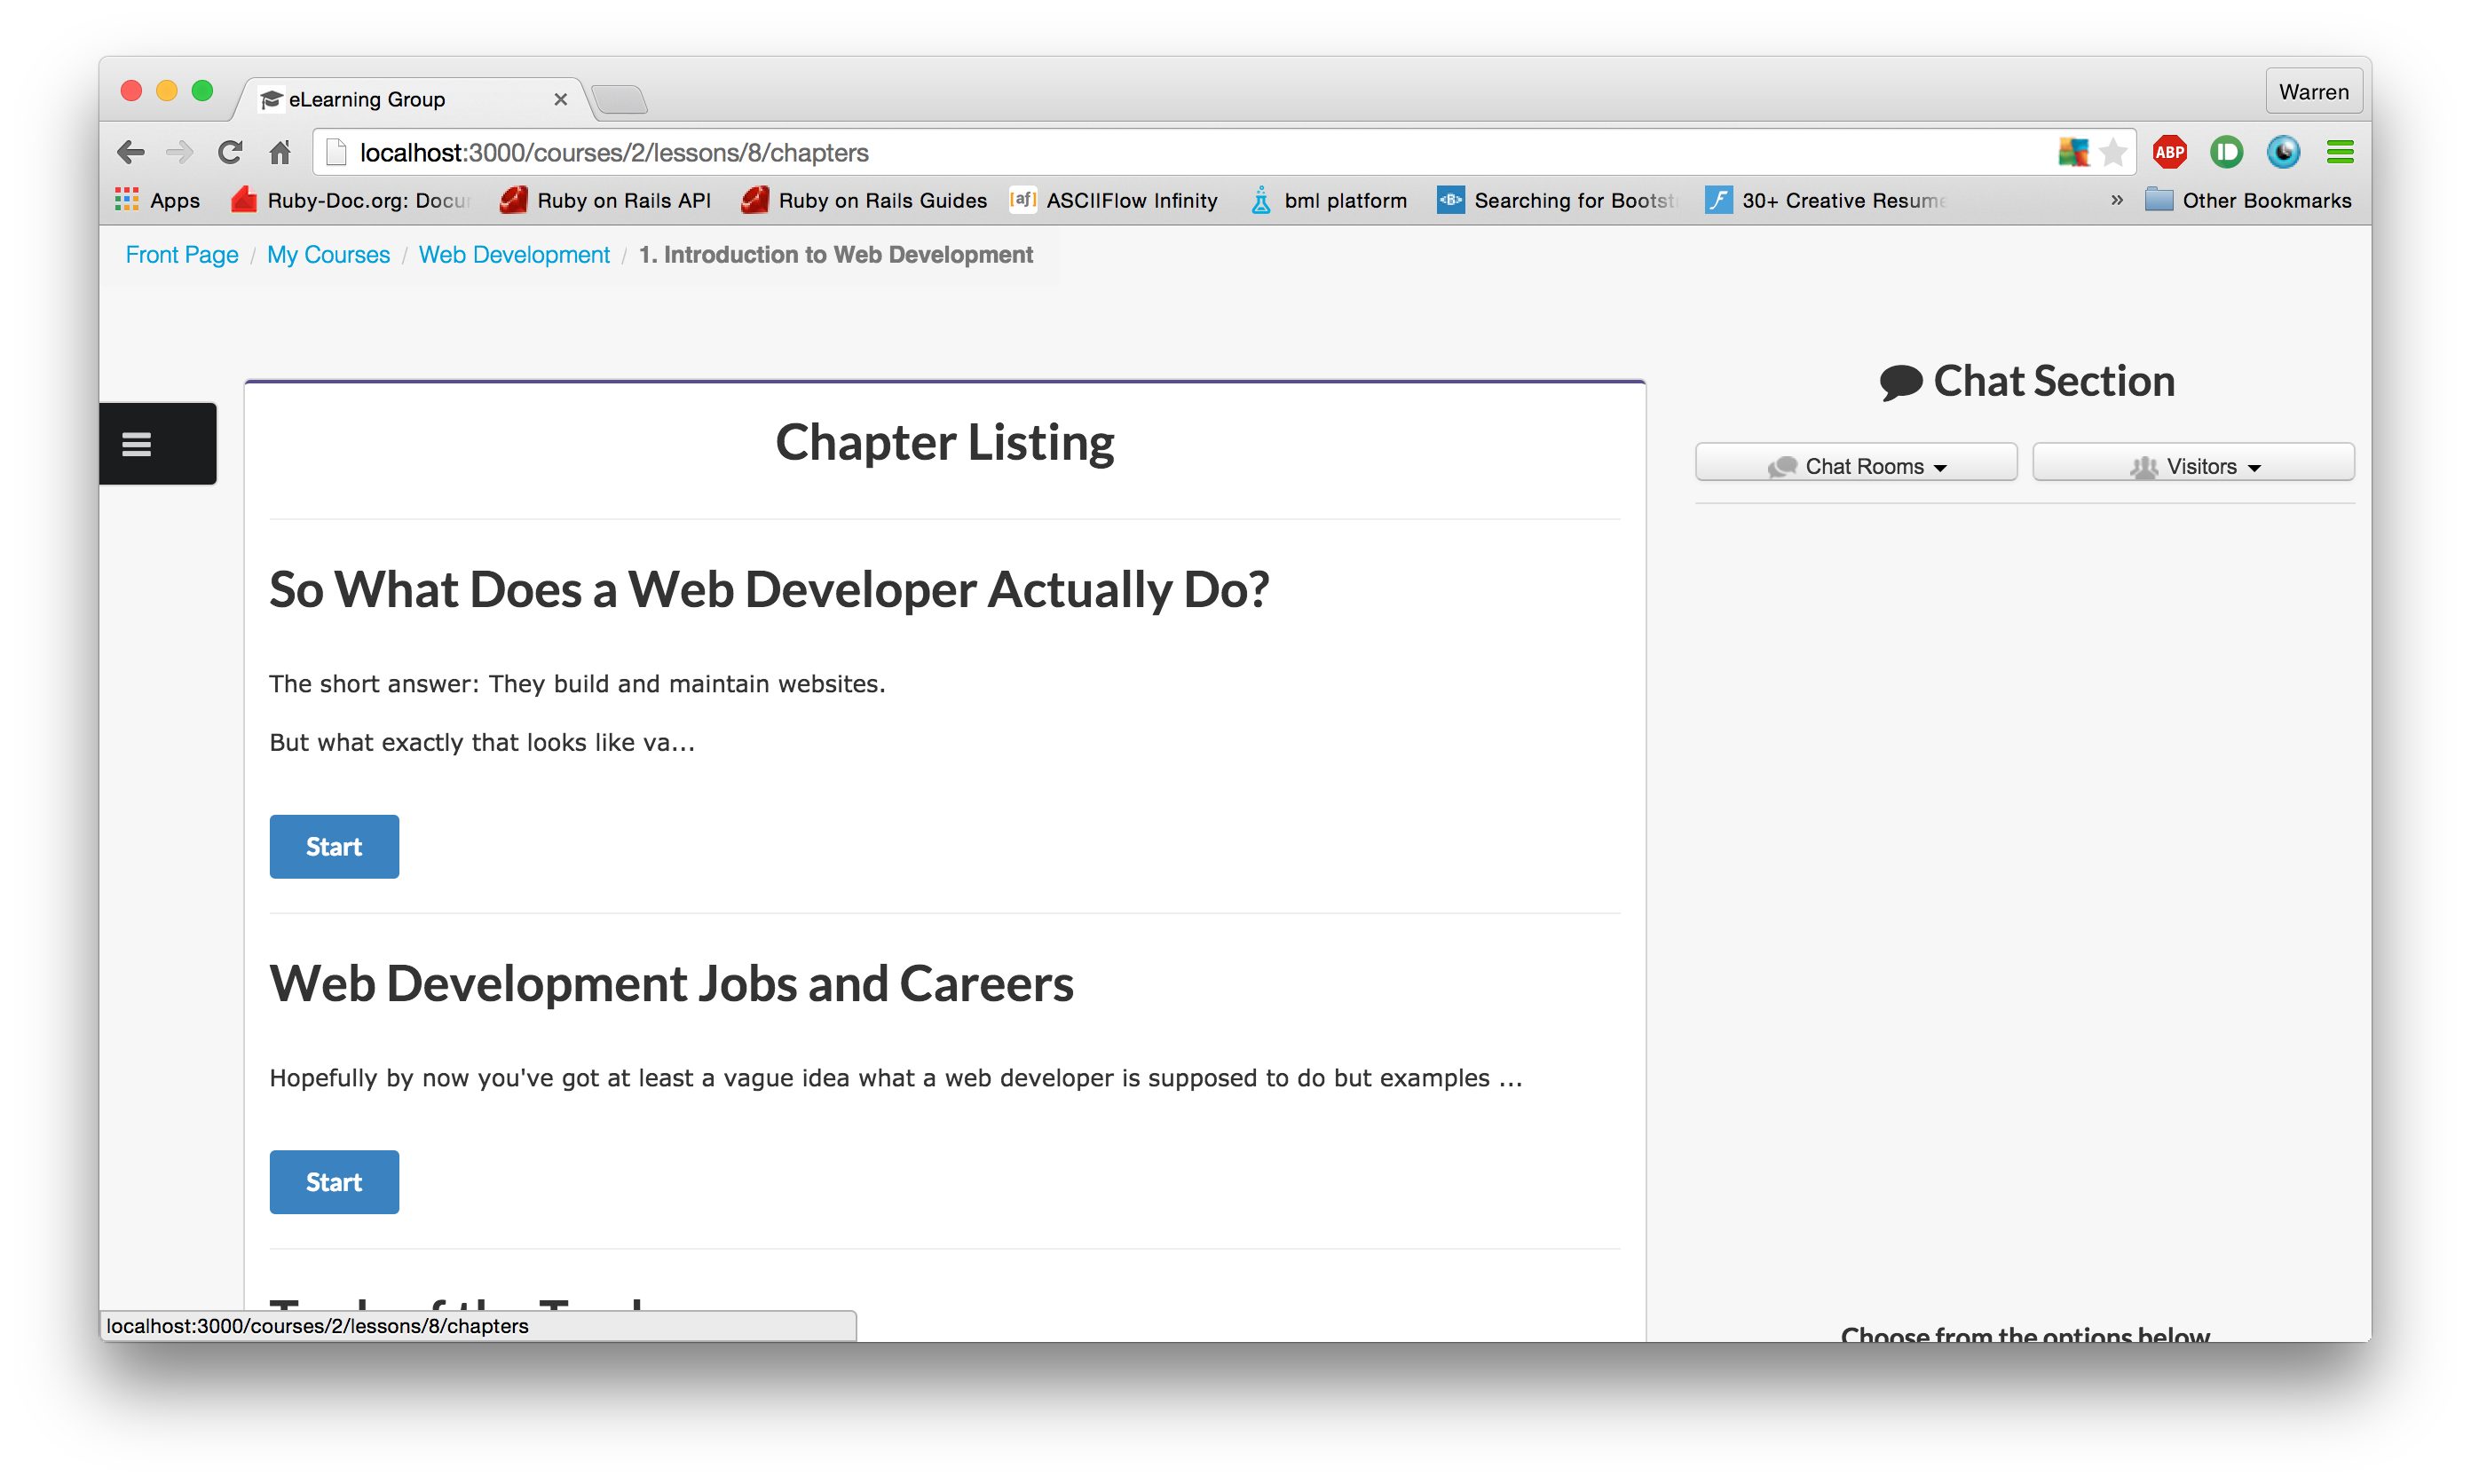 eLearning Group
Warren
localhost:3000/courses/2/lessons/8/chapters
ABP
Apps
Ruby-Doc.org: Docu
Ruby on Rails API
Ruby on Rails Guides
[af] ASCIIFlow Infinity
bml platform
<B> Searching for Bootst
30+ Creative Resume
»
Other Bookmarks
Front Page / My Courses / Web Development / 1. Introduction to Web Development
Chat Section
Chat Rooms
Visitors
Chapter Listing
So What Does a Web Developer Actually Do?
The short answer: They build and maintain websites.
But what exactly that looks like va...
Start
Web Development Jobs and Careers
Hopefully by now you've got at least a vague idea what a web developer is supposed to do but examples ...
Start
localhost:3000/courses/2/lessons/8/chapters
Choose from the options below